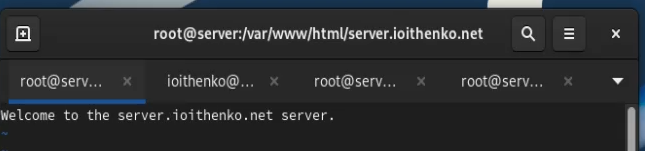 root@server:/var/www/html/server.ioithenko.net
root@serv... ioithenko@... root@serv... root@serv...
Welcome to the server.ioithenko.net server.
~